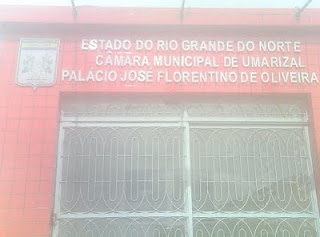 ESTADO DO RIO GRANDE DO NORTE
CÂMARA MUNICIPAL DE UMARIZAL
PALÁCIO JOSÉ FLORENTINO DE OLIVEIRA